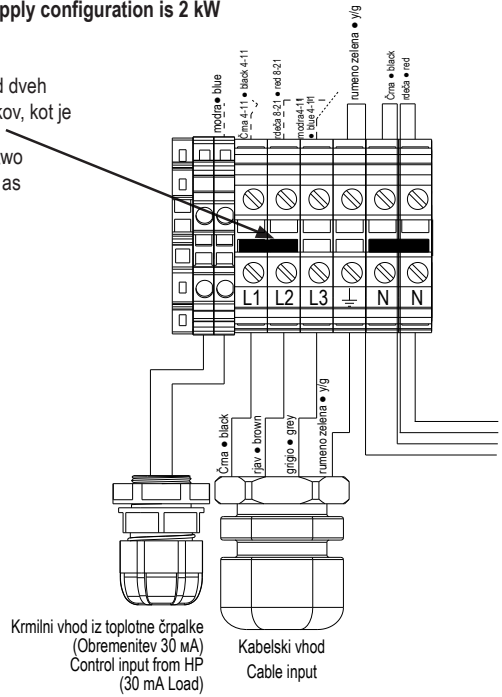 pply configuration is 2 kW
d dveh
kov, kot je
wo
as
modra ● blue
Črna 4-11 ● black 4-11
rdeča 8-21 ● red 8-21
modra4-11
● blue 4-11
rumeno zelena ● y/g
Črna ● black
rdeča ● red
L1 L2 L3 N N
Črna ● black
rjav ● brown
grigio ● grey
rumeno zelena ● y/g
Krmilni vhod iz toplotne črpalke
(Obremenitev 30 mA)
Control input from HP
(30 mA Load)
Kabelski vhod
Cable input